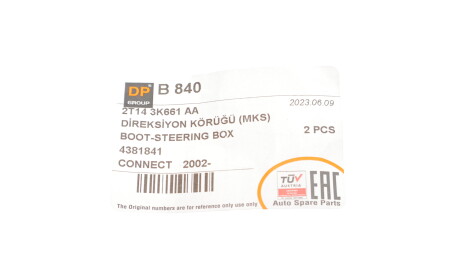 DP GROUP B 840
2T14 3K661 AA
2023.06.09
DİREKSİYON KÖRÜĞÜ (MKS)
BOOT-STEERING BOX
2 PCS
4381841
CONNECT 2002-
TÜV
EAC
Auto Spare Parts
The Original numbers are for reference only use only